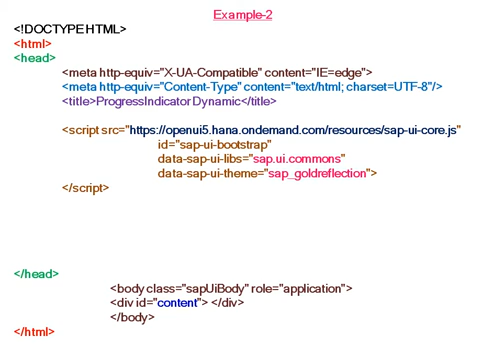 Example-2
<!DOCTYPE HTML>
<html>
<head>
<meta http-equiv="X-UA-Compatible" content="IE=edge">
<meta http-equiv="Content-Type" content="text/html; charset=UTF-8"/>
<title>ProgressIndicator Dynamic</title>
<script src="https://openui5.hana.ondemand.com/resources/sap-ui-core.js"
id="sap-ui-bootstrap"
data-sap-ui-libs="sap.ui.commons"
data-sap-ui-theme="sap_goldreflection">
</script>
</head>
<body class="sapUiBody" role="application">
<div id="content"> </div>
</body>
</html>